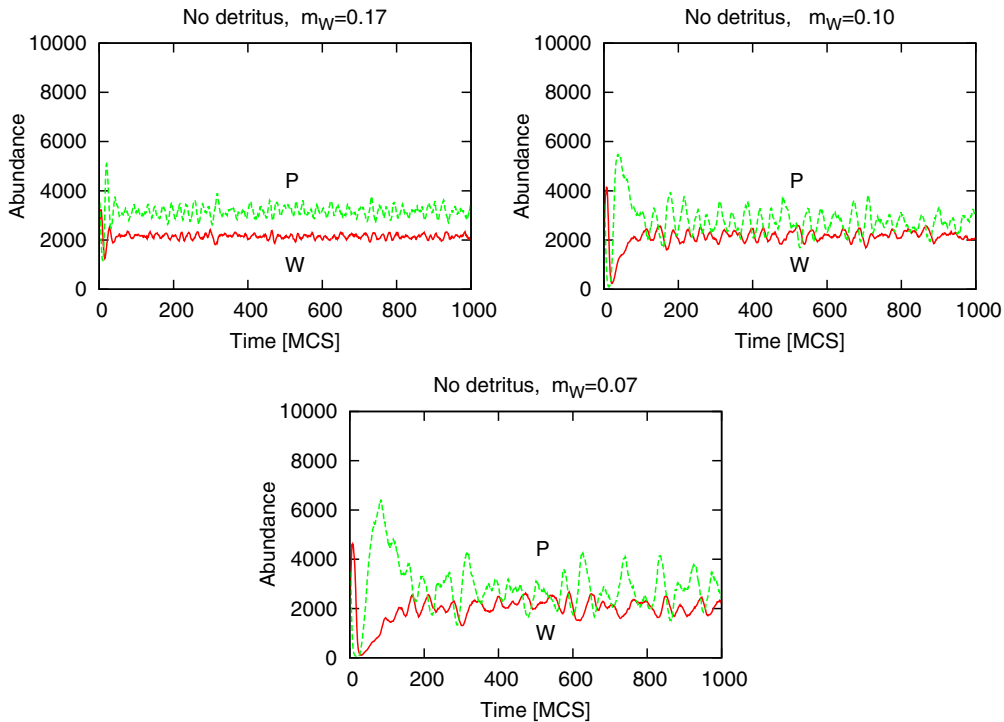 No detritus, m_W=0.17
10000
8000
6000
4000
2000
0
Abundance
P
W
0 200 400 600 800 1000
Time [MCS]
No detritus, m_W=0.10
10000
8000
6000
4000
2000
0
Abundance
P
W
0 200 400 600 800 1000
Time [MCS]
No detritus, m_W=0.07
10000
8000
6000
4000
2000
0
Abundance
P
W
0 200 400 600 800 1000
Time [MCS]